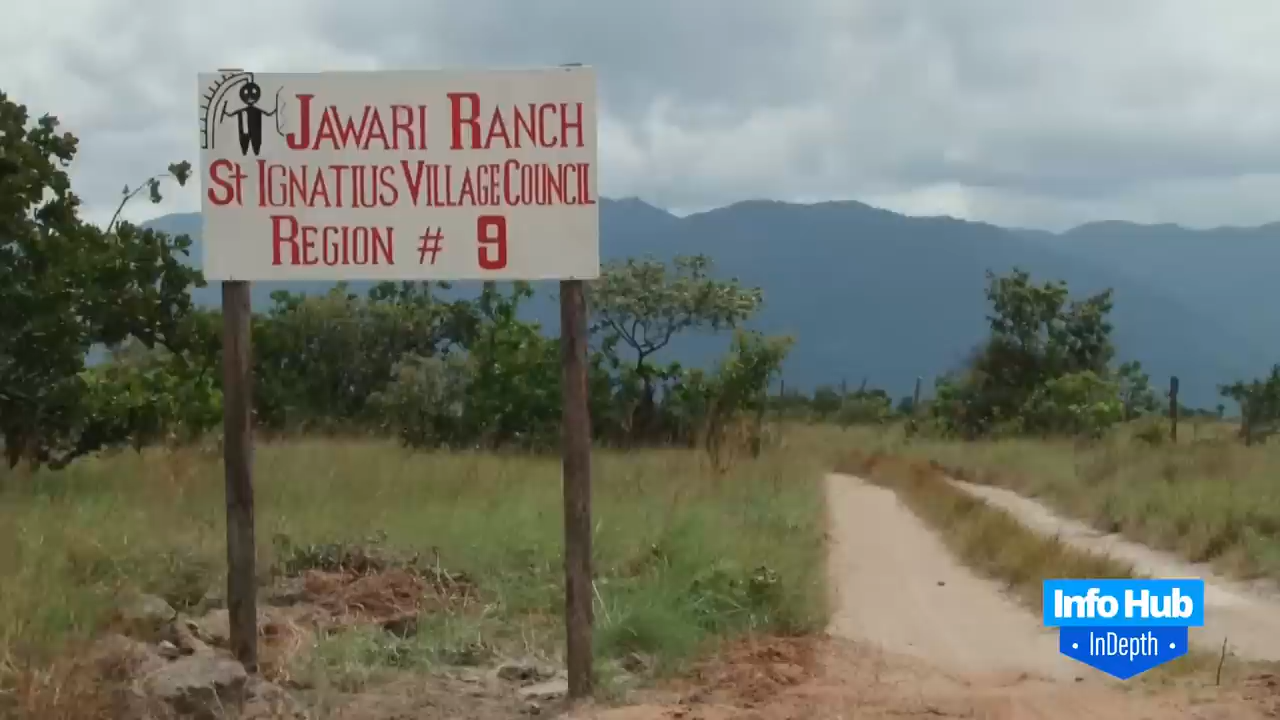 JAWARI RANCH
St IGNATIUS VILLAGE COUNCIL
REGION # 9
Info Hub
• InDepth •